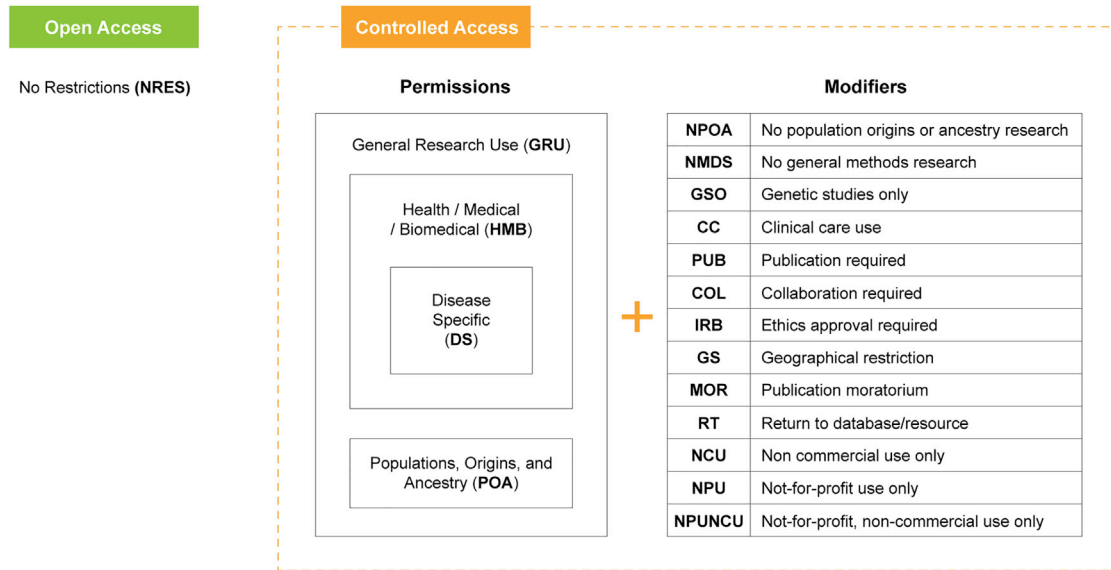 Open Access
Controlled Access
No Restrictions (NRES)
Permissions
Modifiers
General Research Use (GRU)
Health / Medical
/ Biomedical (HMB)
Disease
Specific
(DS)
Populations, Origins, and
Ancestry (POA)
+
NPOA No population origins or ancestry research
NMDS No general methods research
GSO Genetic studies only
CC Clinical care use
PUB Publication required
COL Collaboration required
IRB Ethics approval required
GS Geographical restriction
MOR Publication moratorium
RT Return to database/resource
NCU Non commercial use only
NPU Not-for-profit use only
NPUNCU Not-for-profit, non-commercial use only